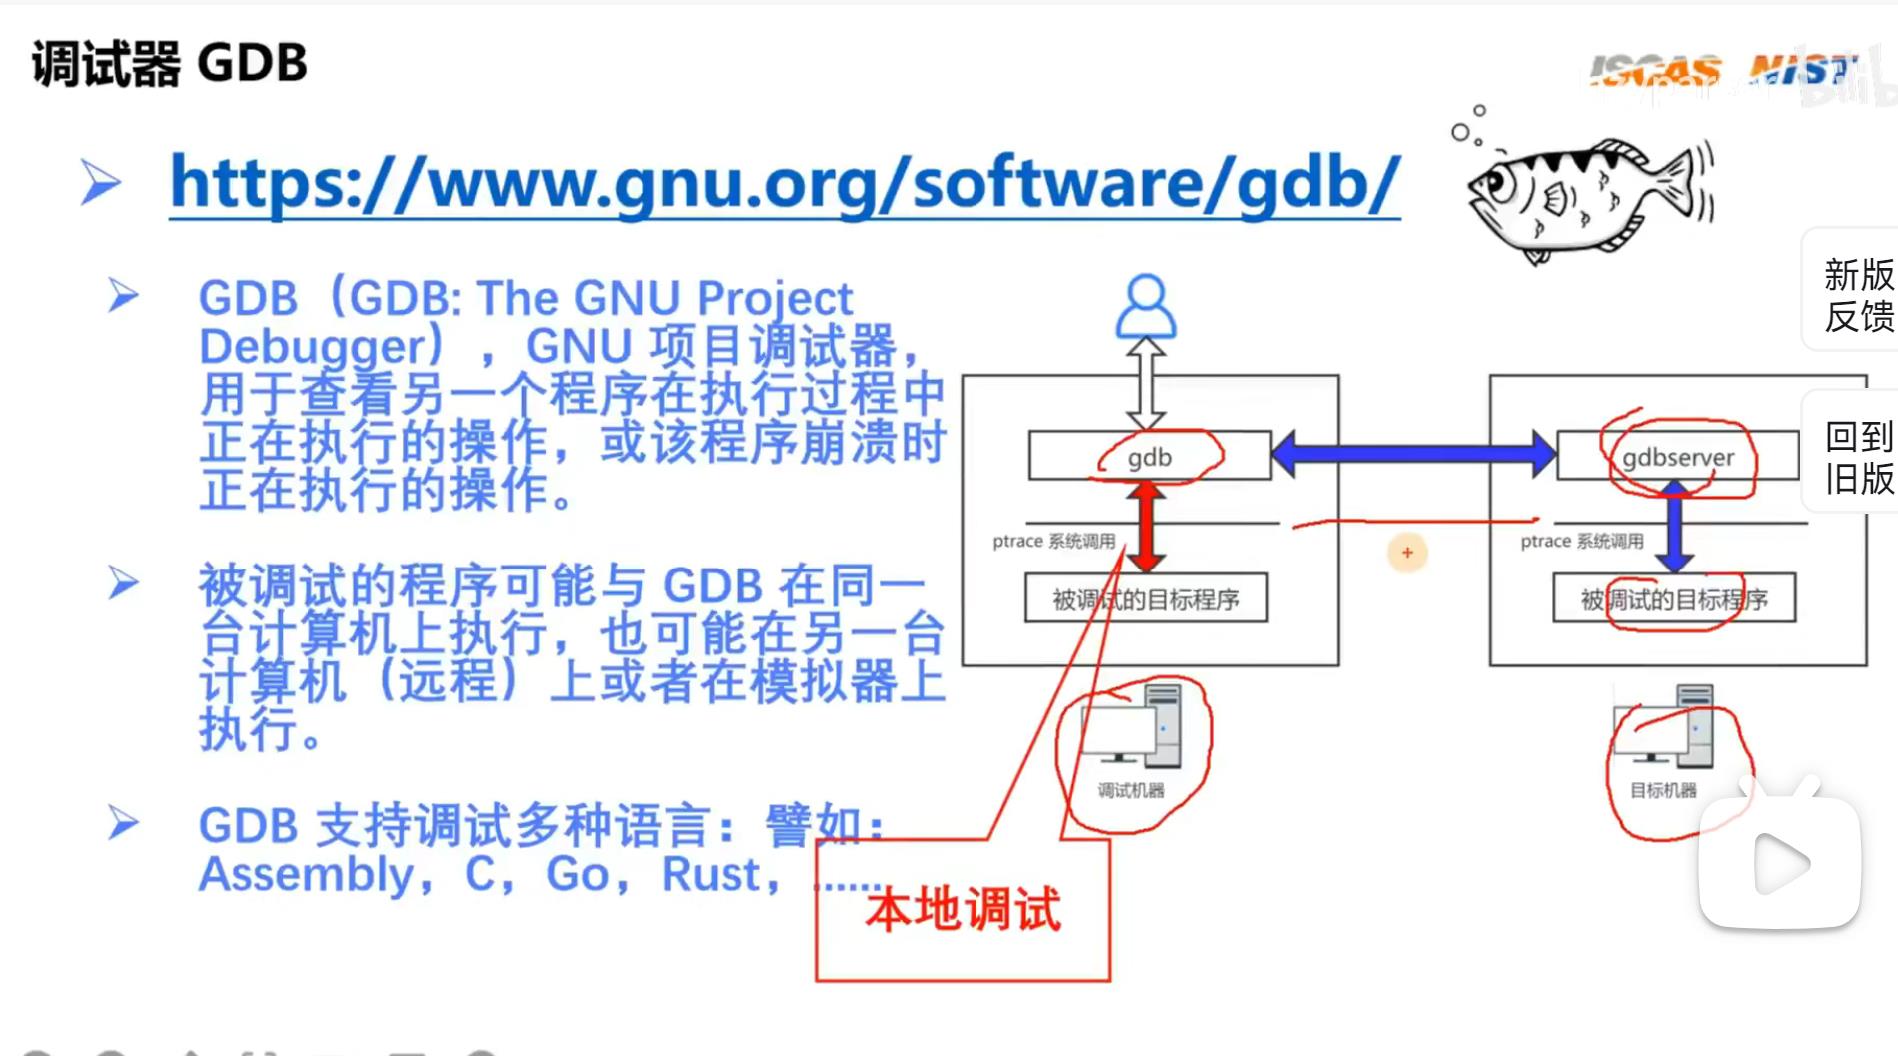 调试器 GDB
ISCAS NIST
https://www.gnu.org/software/gdb/
GDB（GDB: The GNU Project
Debugger），GNU 项目调试器，
用于查看另一个程序在执行过程中
正在执行的操作，或该程序崩溃时
正在执行的操作。
被调试的程序可能与 GDB 在同一
台计算机上执行，也可能在另一台
计算机（远程）上或者在模拟器上
执行。
GDB 支持调试多种语言：譬如：
Assembly，C，Go，Rust，......
gdb
ptrace 系统调用
被调试的目标程序
调试机器
gdbserver
ptrace 系统调用
被调试的目标程序
目标机器
本地调试
新版
反馈
回到
旧版